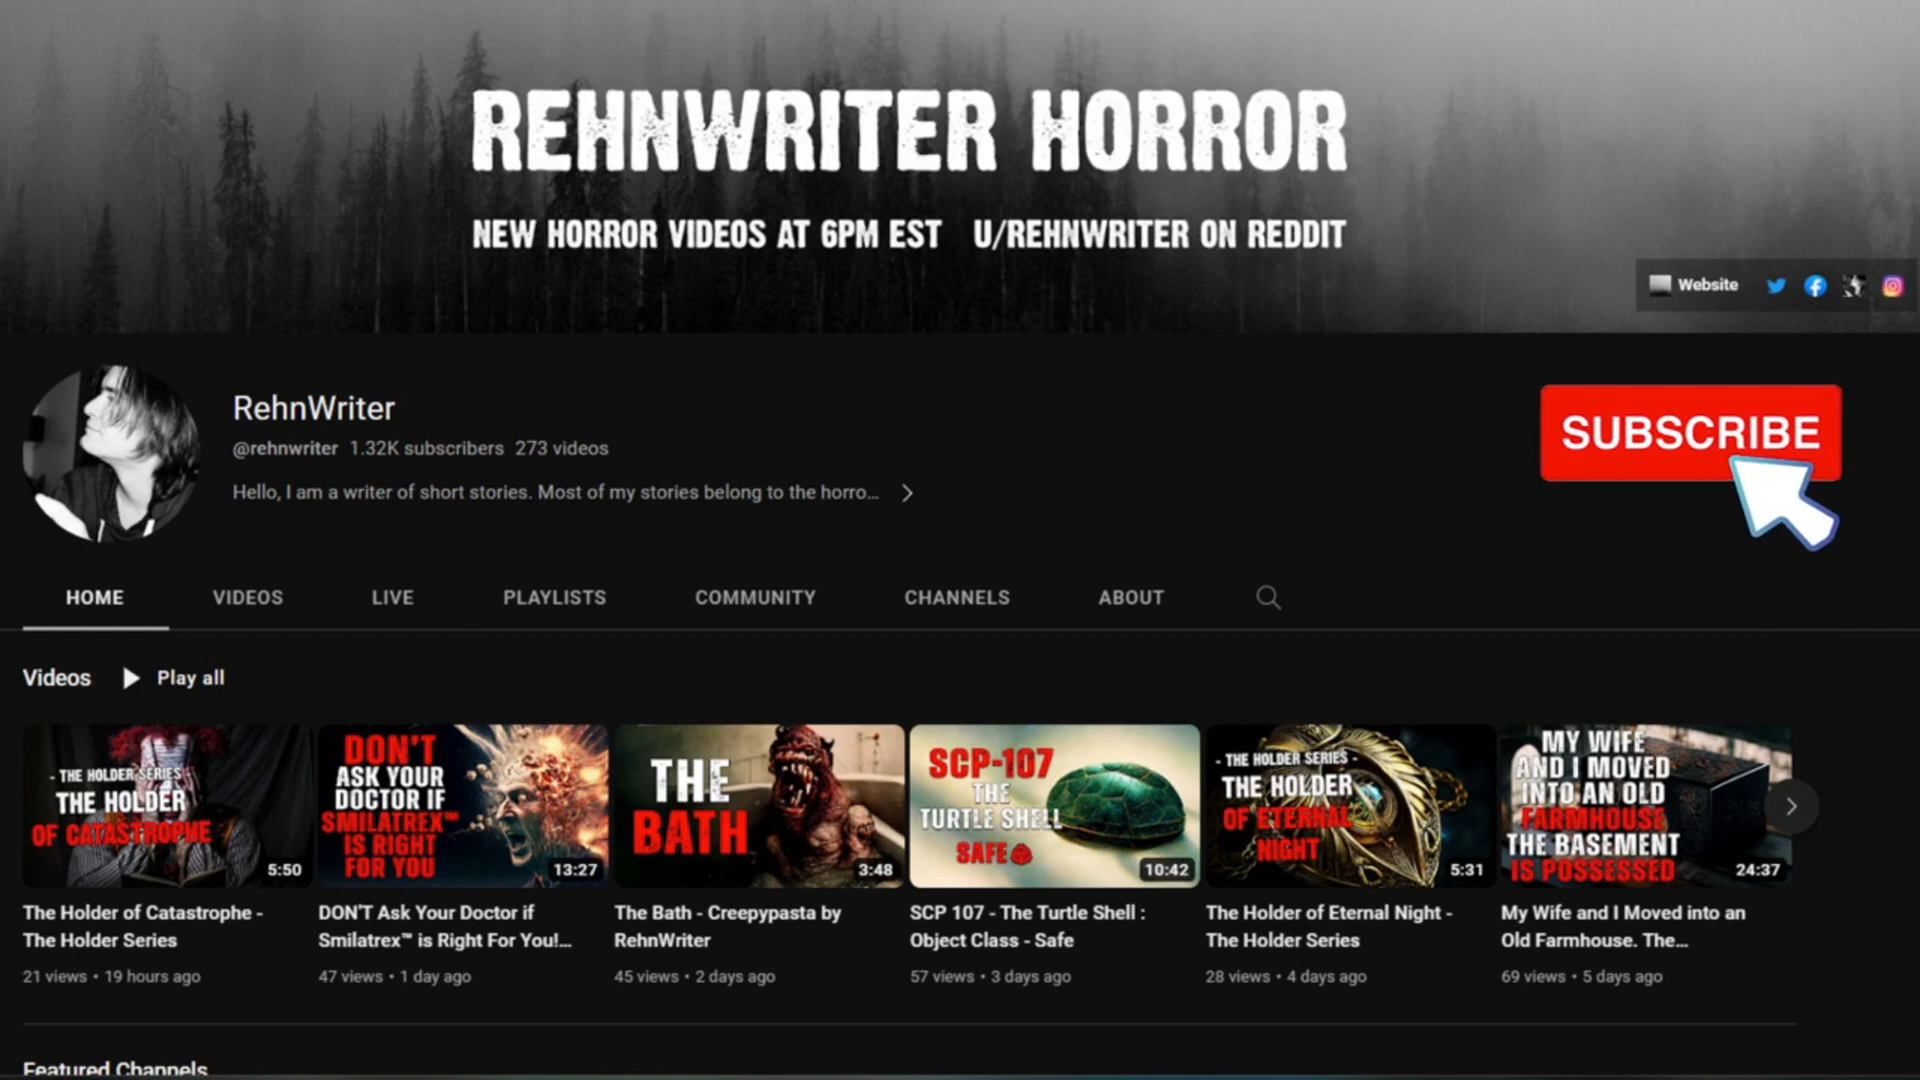 REHNWRITER HORROR
NEW HORROR VIDEOS AT 6PM EST U/REHNWRITER ON REDDIT
Website
RehnWriter
@rehnwriter 1.32K subscribers 273 videos
Hello, I am a writer of short stories. Most of my stories belong to the horro...
SUBSCRIBE
HOME VIDEOS LIVE PLAYLISTS COMMUNITY CHANNELS ABOUT
Videos Play all
- THE HOLDER SERIES -
THE HOLDER
OF CATASTROPHE
5:50
DON'T
ASK YOUR
DOCTOR IF
SMILATREX™
IS RIGHT
FOR YOU
13:27
THE
BATH
3:48
SCP-107
THE
TURTLE SHELL
SAFE
10:42
- THE HOLDER SERIES -
THE HOLDER
OF ETERNAL
NIGHT
5:31
MY WIFE
AND I MOVED
INTO AN OLD
FARMHOUSE
THE BASEMENT
IS POSSESSED
24:37
The Holder of Catastrophe -
The Holder Series
21 views • 19 hours ago
DON'T Ask Your Doctor if
Smilatrex™ is Right For You!...
47 views • 1 day ago
The Bath - Creepypasta by
RehnWriter
45 views • 2 days ago
SCP 107 - The Turtle Shell :
Object Class - Safe
57 views • 3 days ago
The Holder of Eternal Night -
The Holder Series
28 views • 4 days ago
My Wife and I Moved into an
Old Farmhouse. The...
69 views • 5 days ago
Featured Channels